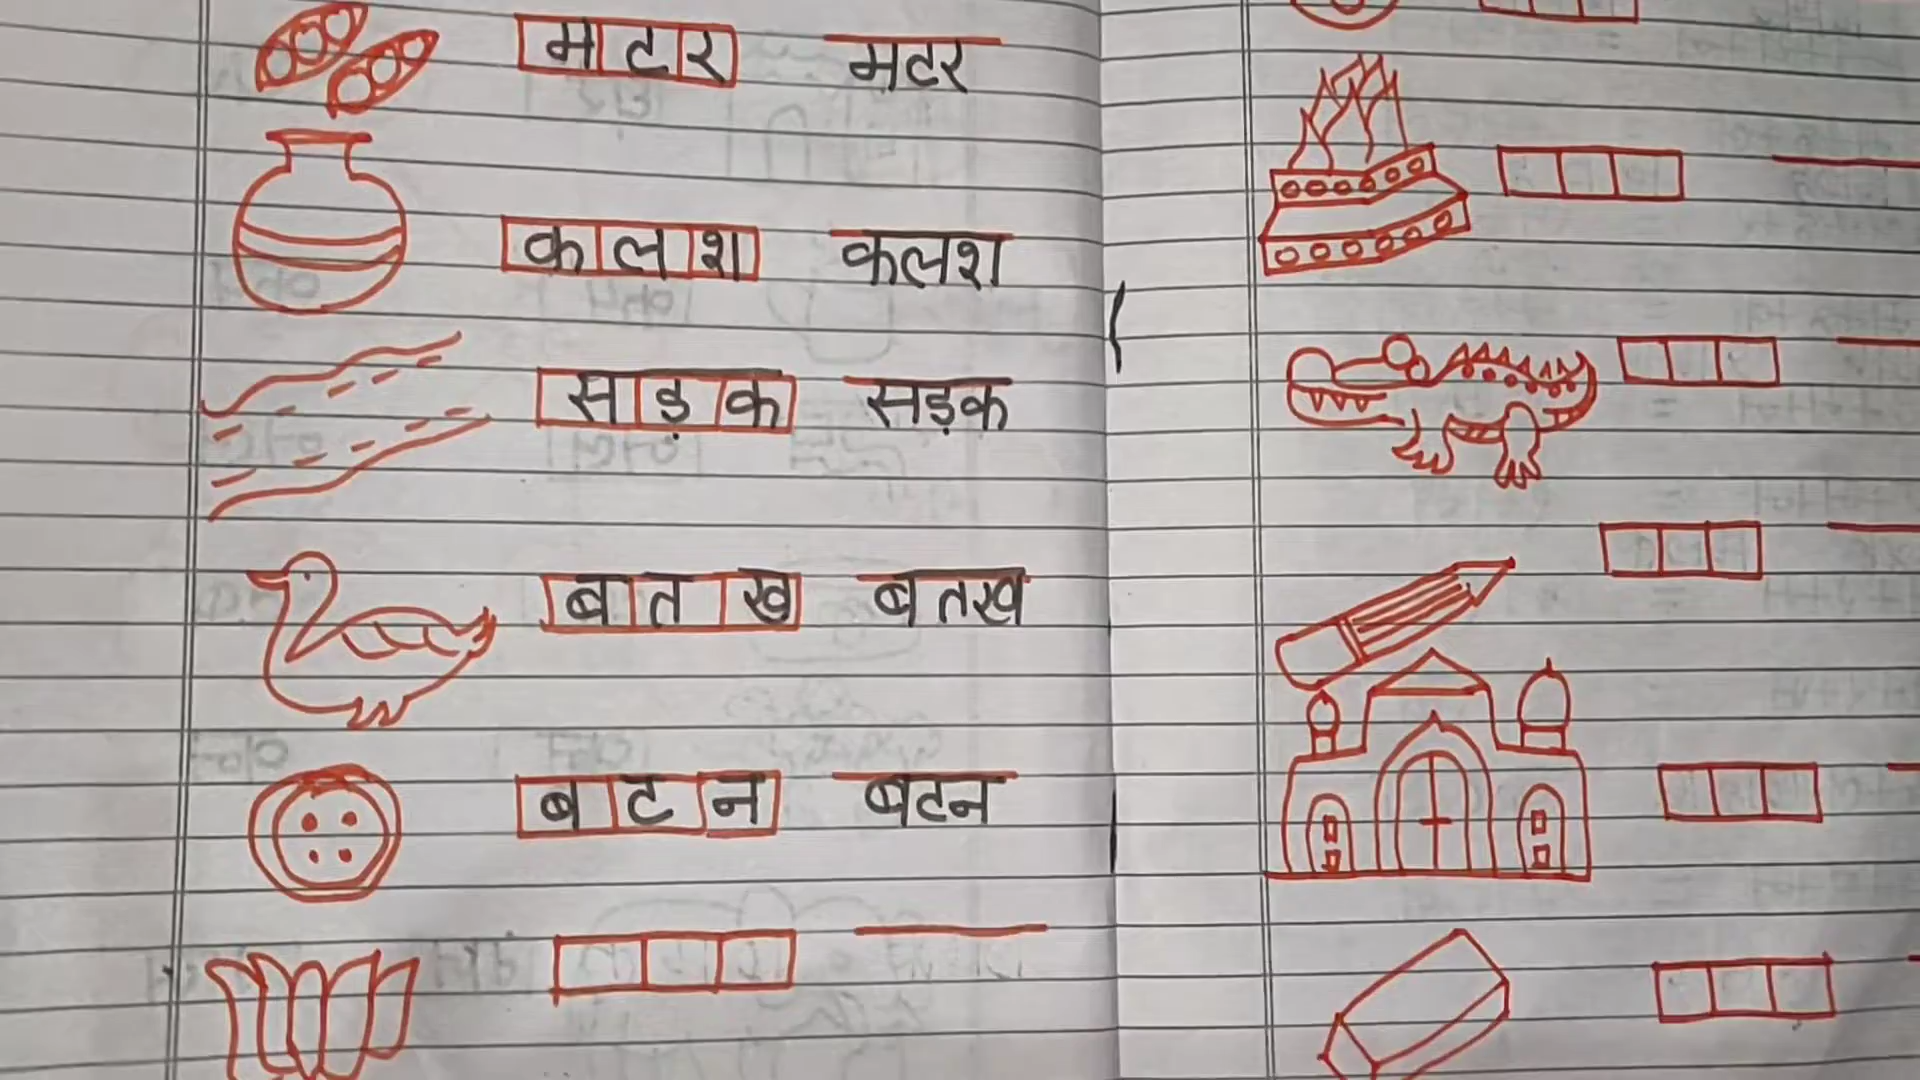 म ट र मटर
क ल श कलश
स ड़ क सड़क
ब त ख बतख
ब ट न बटन